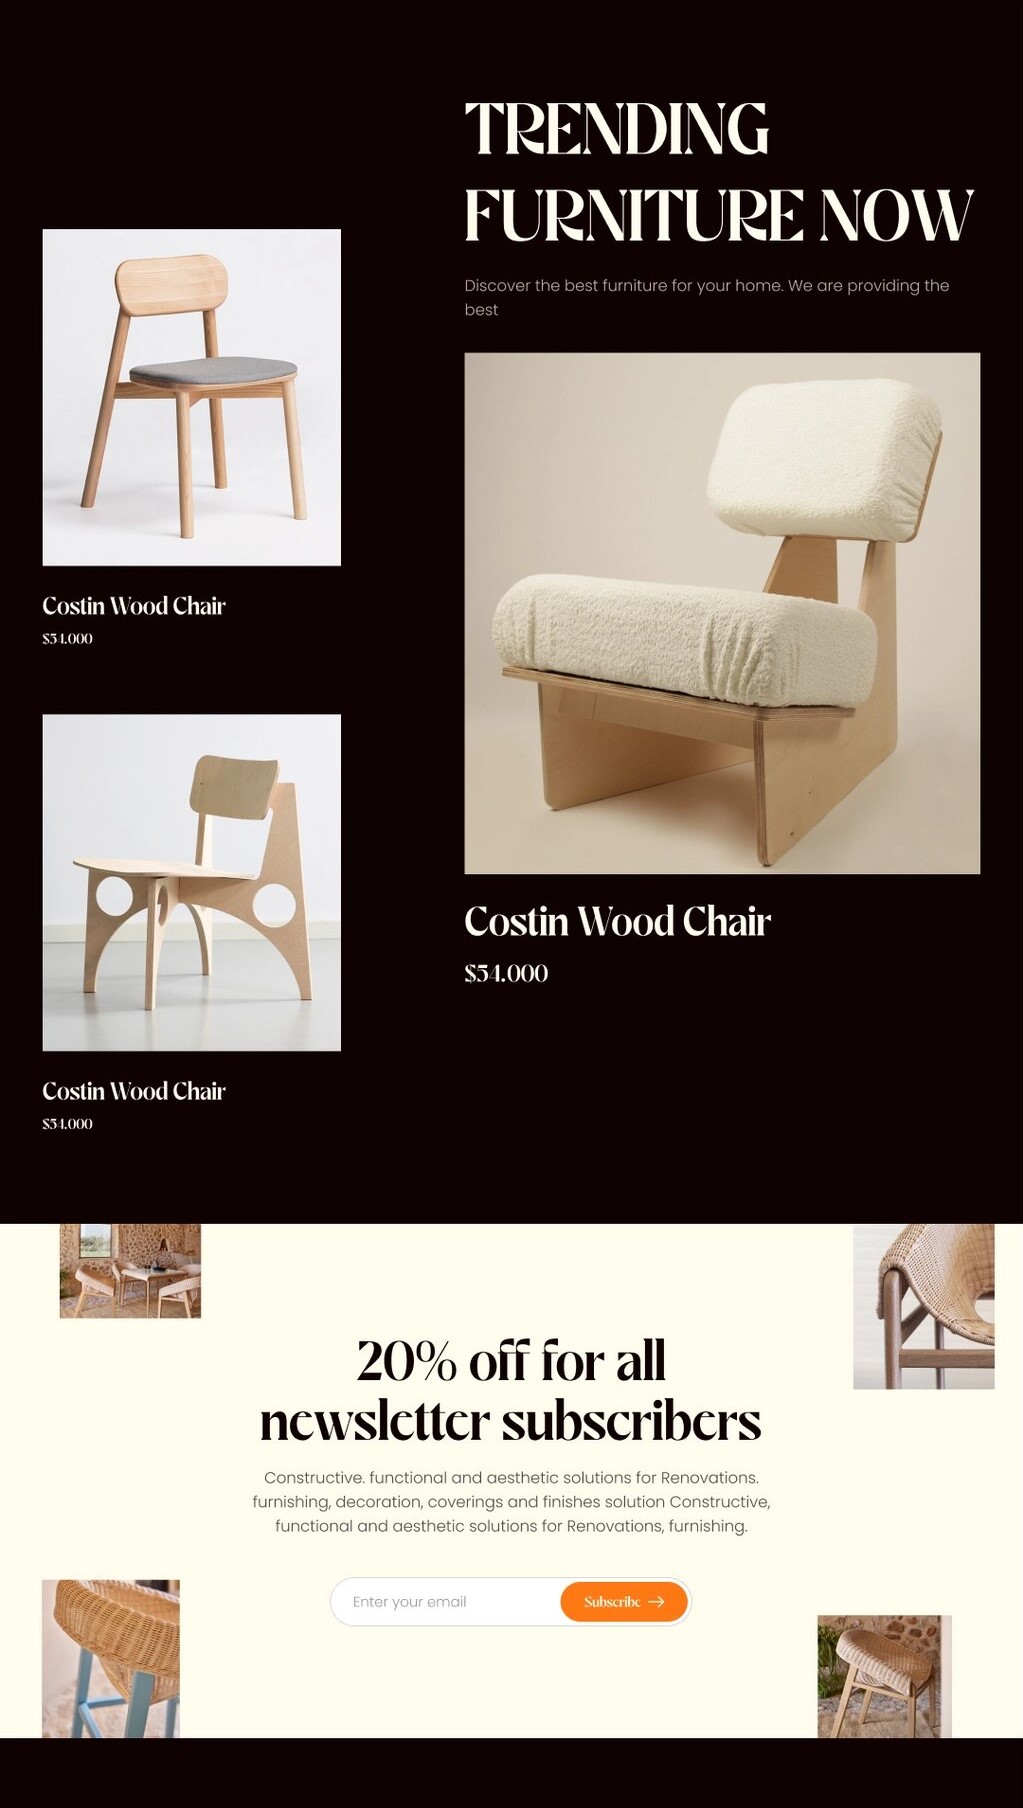 TRENDING
FURNITURE NOW
Discover the best furniture for your home. We are providing the
best
Costin Wood Chair
$54.000
Costin Wood Chair
$54.000
Costin Wood Chair
$54.000
20% off for all
newsletter subscribers
Constructive. functional and aesthetic solutions for Renovations.
furnishing, decoration, coverings and finishes solution Constructive,
functional and aesthetic solutions for Renovations, furnishing.
Enter your email
Subscribe →